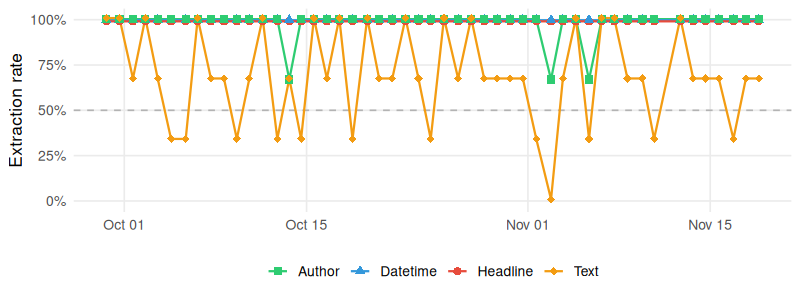 Extraction rate
100%
75%
50%
25%
0%
Oct 01 Oct 15 Nov 01 Nov 15
Author Datetime Headline Text